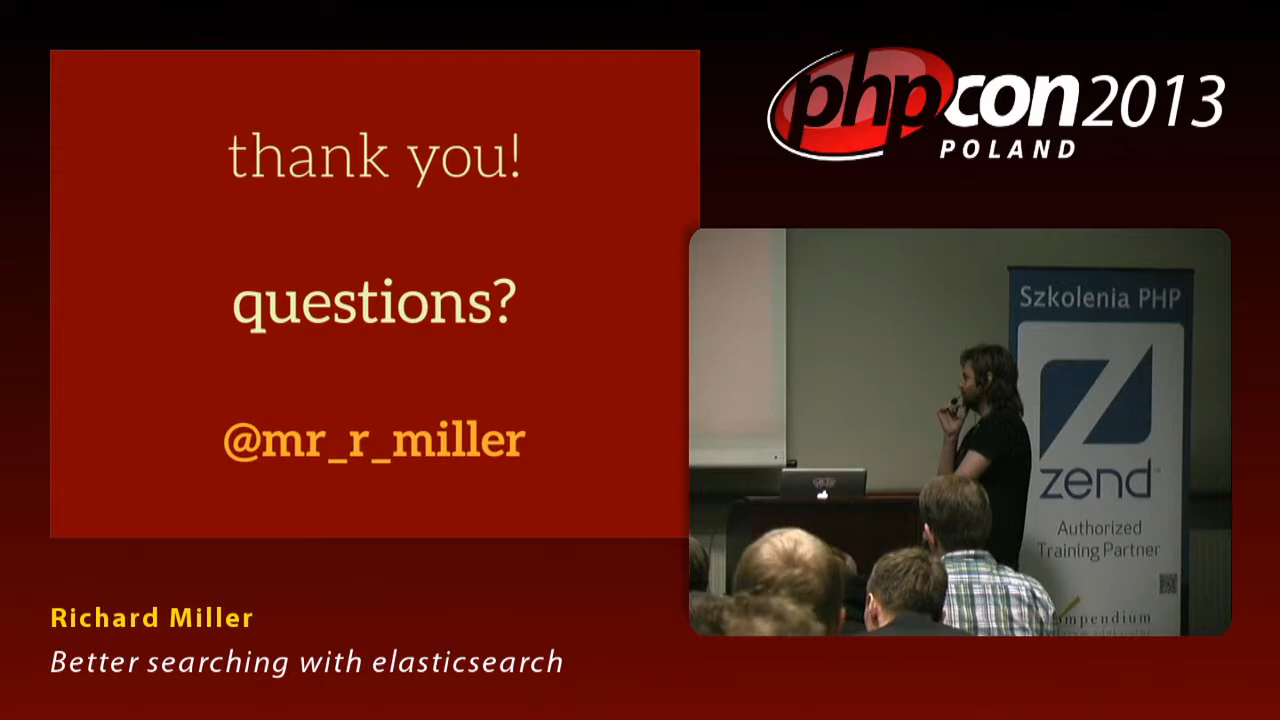 thank you!
questions?
@mr_r_miller
phpcon2013
POLAND
Szkolenia PHP
zend
Authorized
Training Partner
Richard Miller
Better searching with elasticsearch